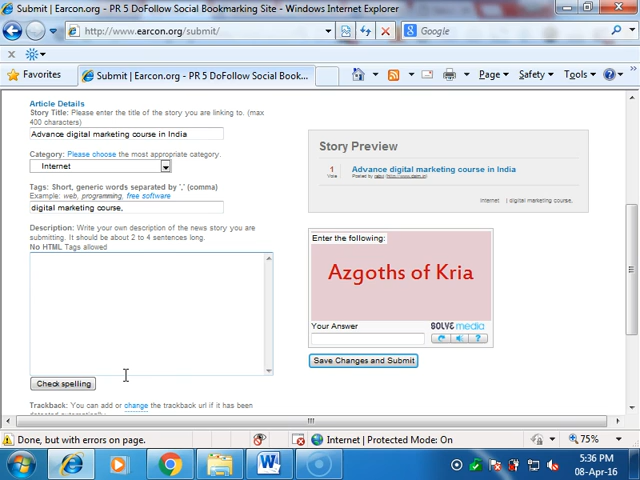 Submit | Earcon.org - PR 5 DoFollow Social Bookmarking Site - Windows Internet Explorer
http://www.earcon.org/submit/
Google
x
Favorites
Submit | Earcon.org - PR 5 DoFollow Social Book...
Page
Safety
Tools
Article Details
Story Title: Please enter the title of the story you are linking to. (max
400 characters)
Advance digital marketing course in India
Category: Please choose the most appropriate category.
Internet
Tags: Short, generic words separated by ',' (comma)
Example: web, programming, free software
digital marketing course,
Description: Write your own description of the news story you are
submitting. It should be about 2 to 4 sentences long.
No HTML Tags allowed
Check spelling
Trackback: You can add or change the trackback url if it has been
Story Preview
1
Vote
Advance digital marketing course in India
Posted by
Internet | digital marketing course,
Enter the following:
Azgoths of Kria
Your Answer
SOLVE media
?
Save Changes and Submit
Done, but with errors on page.
Internet | Protected Mode: On
75%
5:36 PM
08-Apr-16